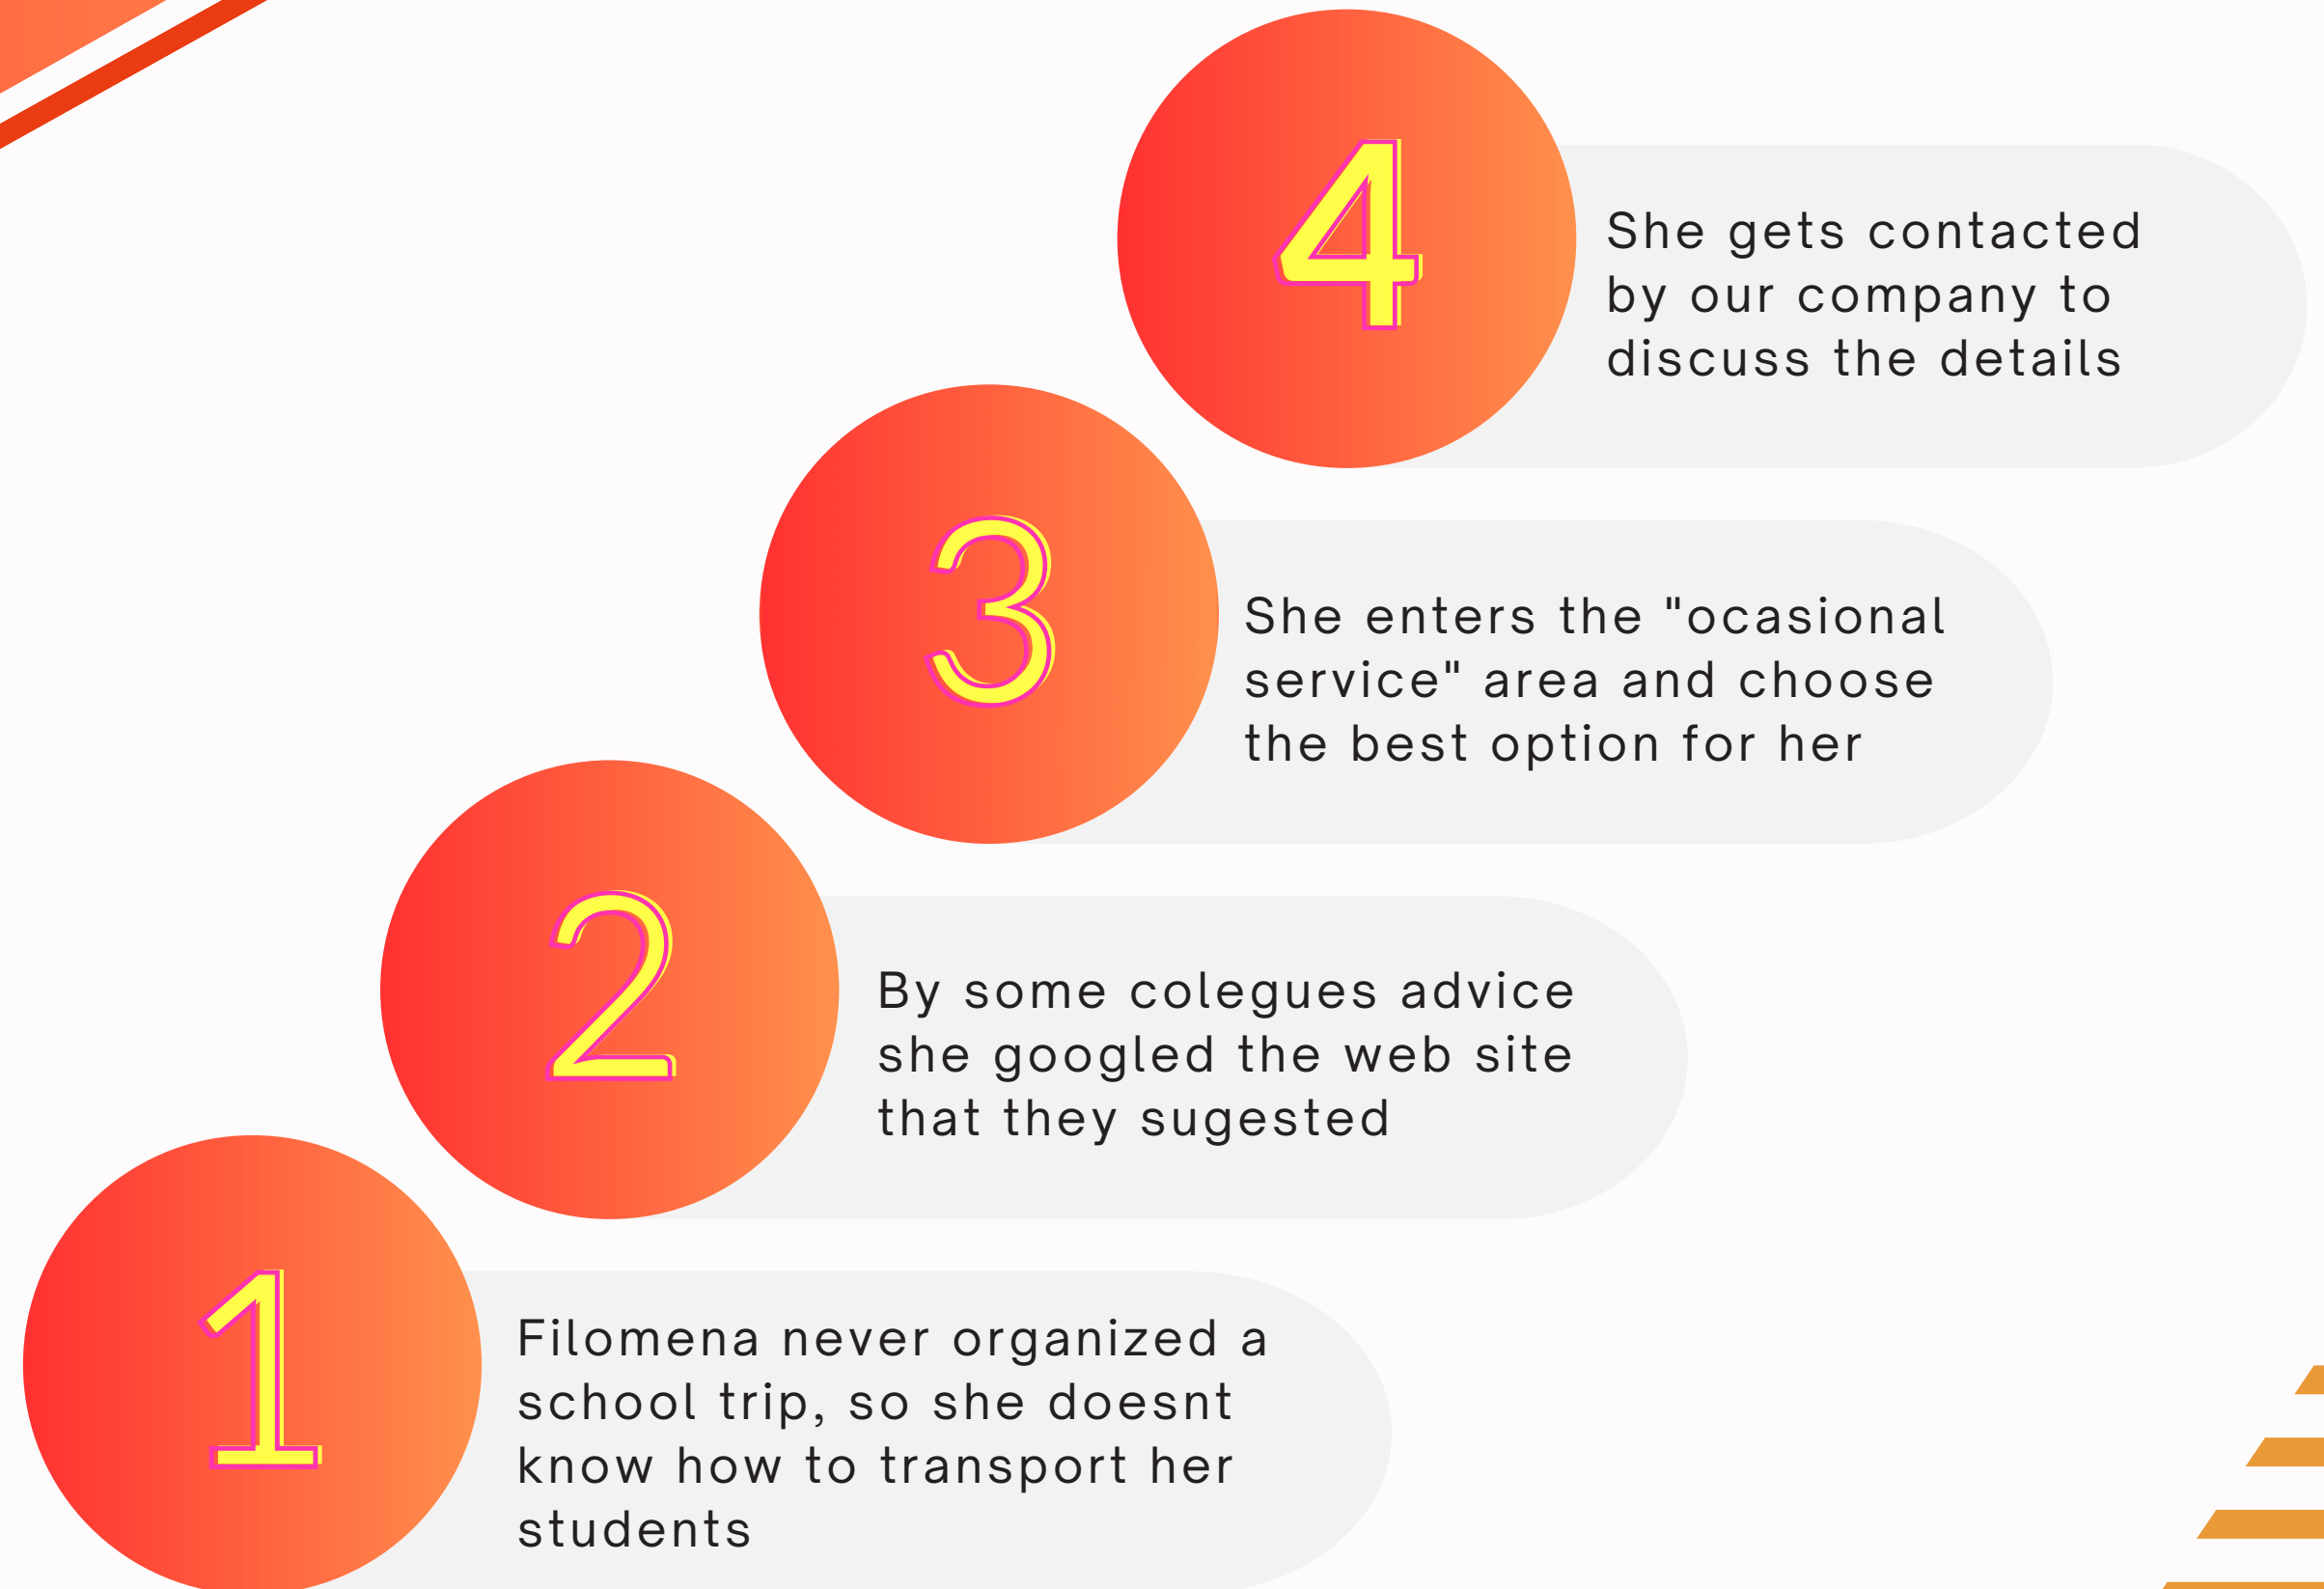 4
She gets contacted
by our company to
discuss the details
3
She enters the "ocasional
service" area and choose
the best option for her
2
By some colegues advice
she googled the web site
that they sugested
1
Filomena never organized a
school trip, so she doesnt
know how to transport her
students